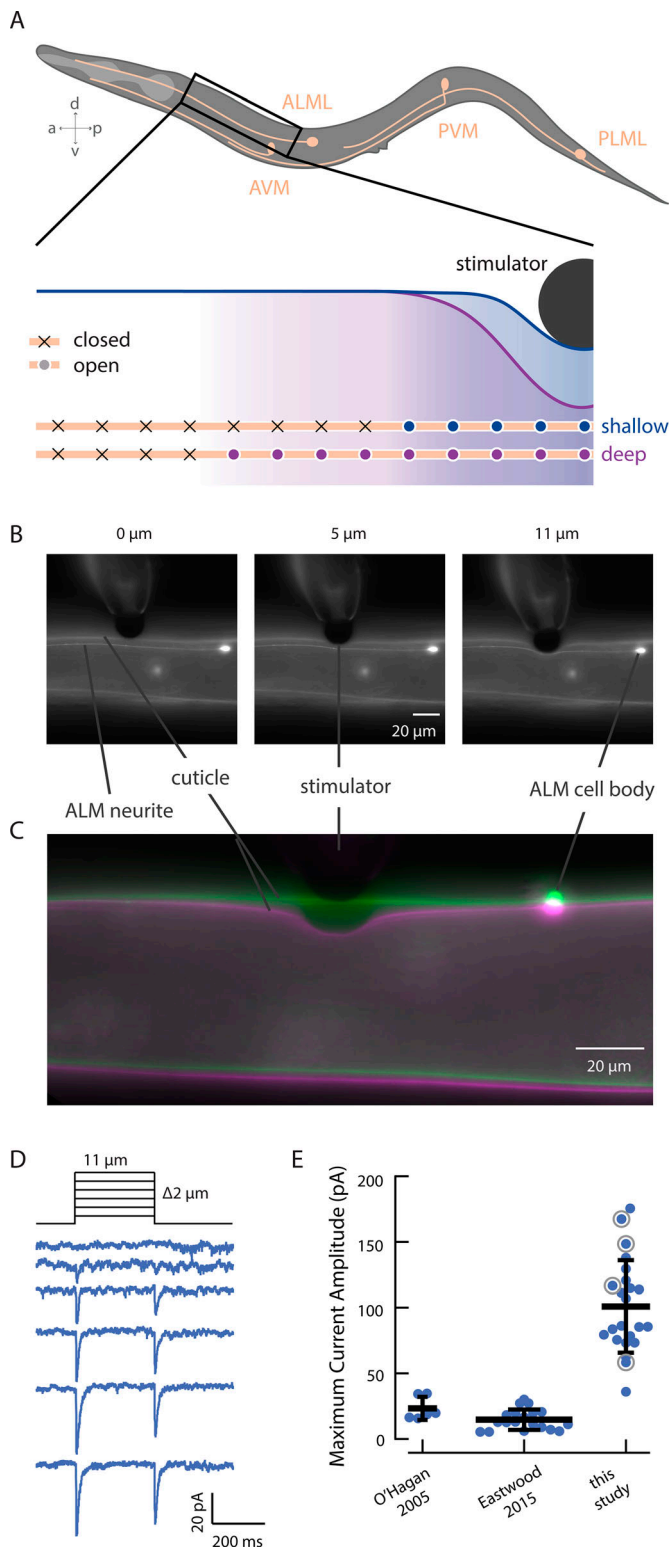 A
d
a
p
v
ALML
AVM
PVM
PLML
stimulator
closed
open
shallow
deep
B
0 µm
5 µm
11 µm
20 µm
cuticle
stimulator
ALM cell body
ALM neurite
C
20 µm
D
11 µm
Δ2 µm
20 pA
200 ms
E
Maximum Current Amplitude (pA)
200
150
100
50
0
O'Hagan
2005
Eastwood
2015
this
study